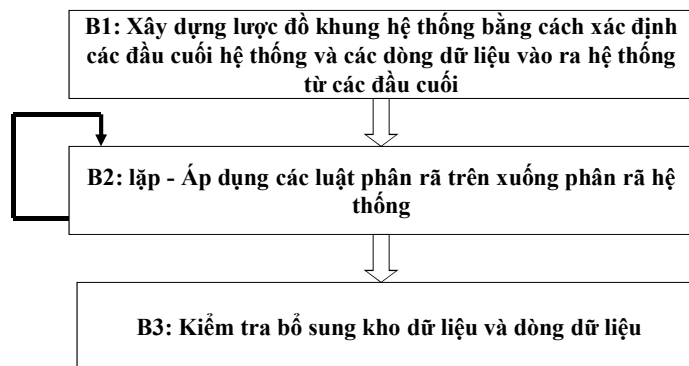 B1: Xây dựng lược đồ khung hệ thống bằng cách xác định
các đầu cuối hệ thống và các dòng dữ liệu vào ra hệ thống
từ các đầu cuối
B2: lặp - Áp dụng các luật phân rã trên xuống phân rã hệ
thống
B3: Kiểm tra bổ sung kho dữ liệu và dòng dữ liệu